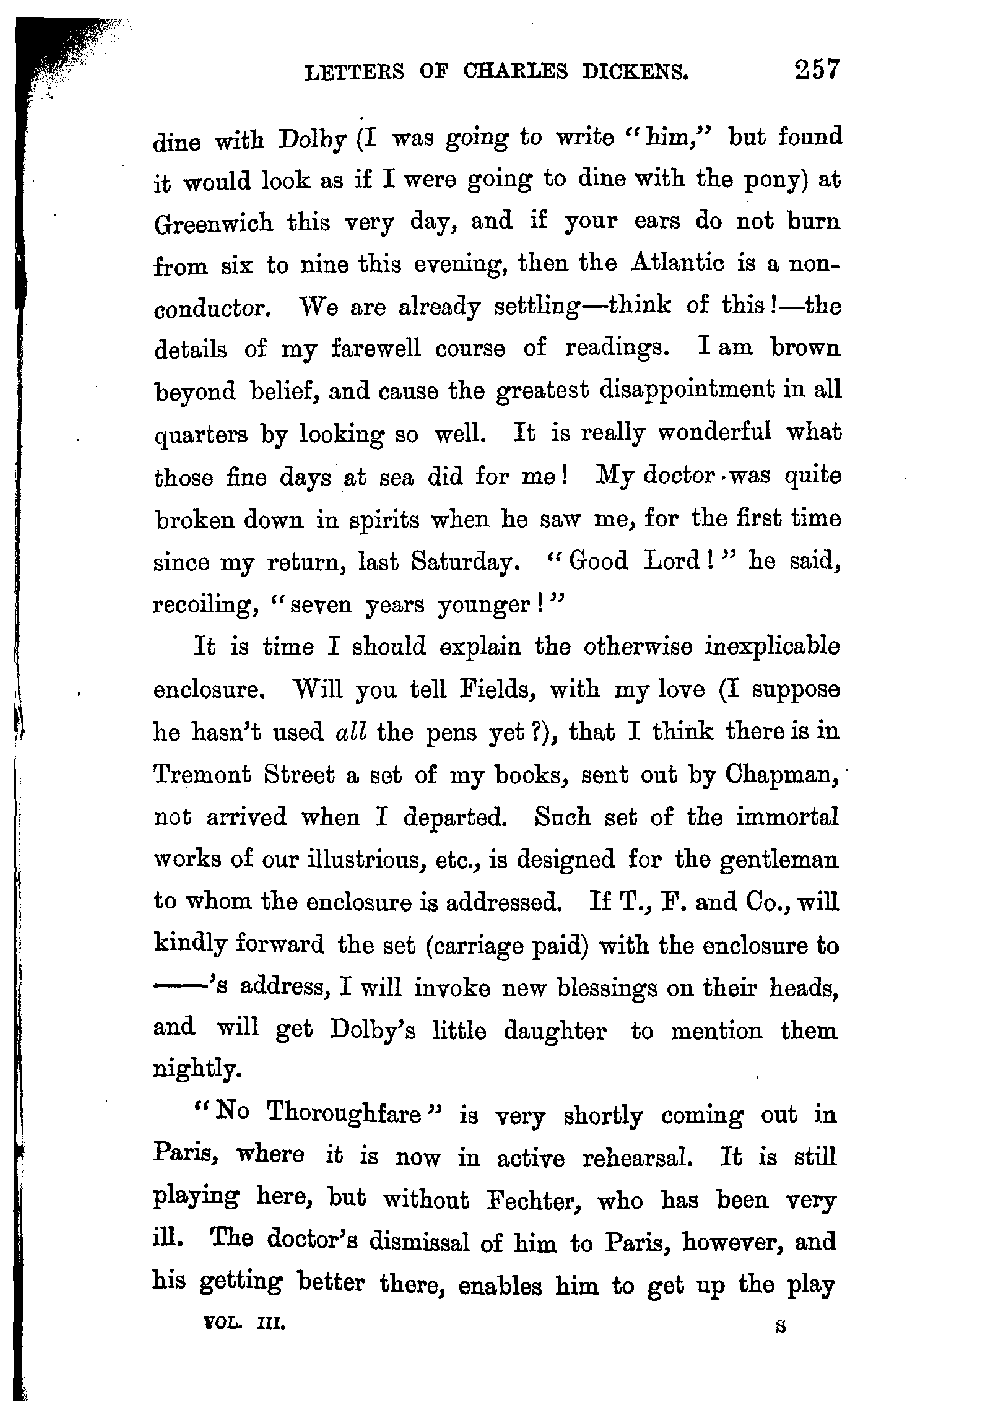 LETTERS OF CHARLES DICKENS. 257
dine with Dolby (I was going to write "him," but found
it would look as if I were going to dine with the pony) at
Greenwich this very day, and if your ears do not burn
from six to nine this evening, then the Atlantic is a non-
conductor. We are already settling—think of this!—the
details of my farewell course of readings. I am brown
beyond belief, and cause the greatest disappointment in all
quarters by looking so well. It is really wonderful what
those fine days at sea did for me! My doctor was quite
broken down in spirits when he saw me, for the first time
since my return, last Saturday. "Good Lord!" he said,
recoiling, "seven years younger!"
It is time I should explain the otherwise inexplicable
enclosure. Will you tell Fields, with my love (I suppose
he hasn't used all the pens yet?), that I think there is in
Tremont Street a set of my books, sent out by Chapman,
not arrived when I departed. Such set of the immortal
works of our illustrious, etc., is designed for the gentleman
to whom the enclosure is addressed. If T., F. and Co., will
kindly forward the set (carriage paid) with the enclosure to
——'s address, I will invoke new blessings on their heads,
and will get Dolby's little daughter to mention them
nightly.
"No Thoroughfare" is very shortly coming out in
Paris, where it is now in active rehearsal. It is still
playing here, but without Fechter, who has been very
ill. The doctor's dismissal of him to Paris, however, and
his getting better there, enables him to get up the play
VOL. III. S